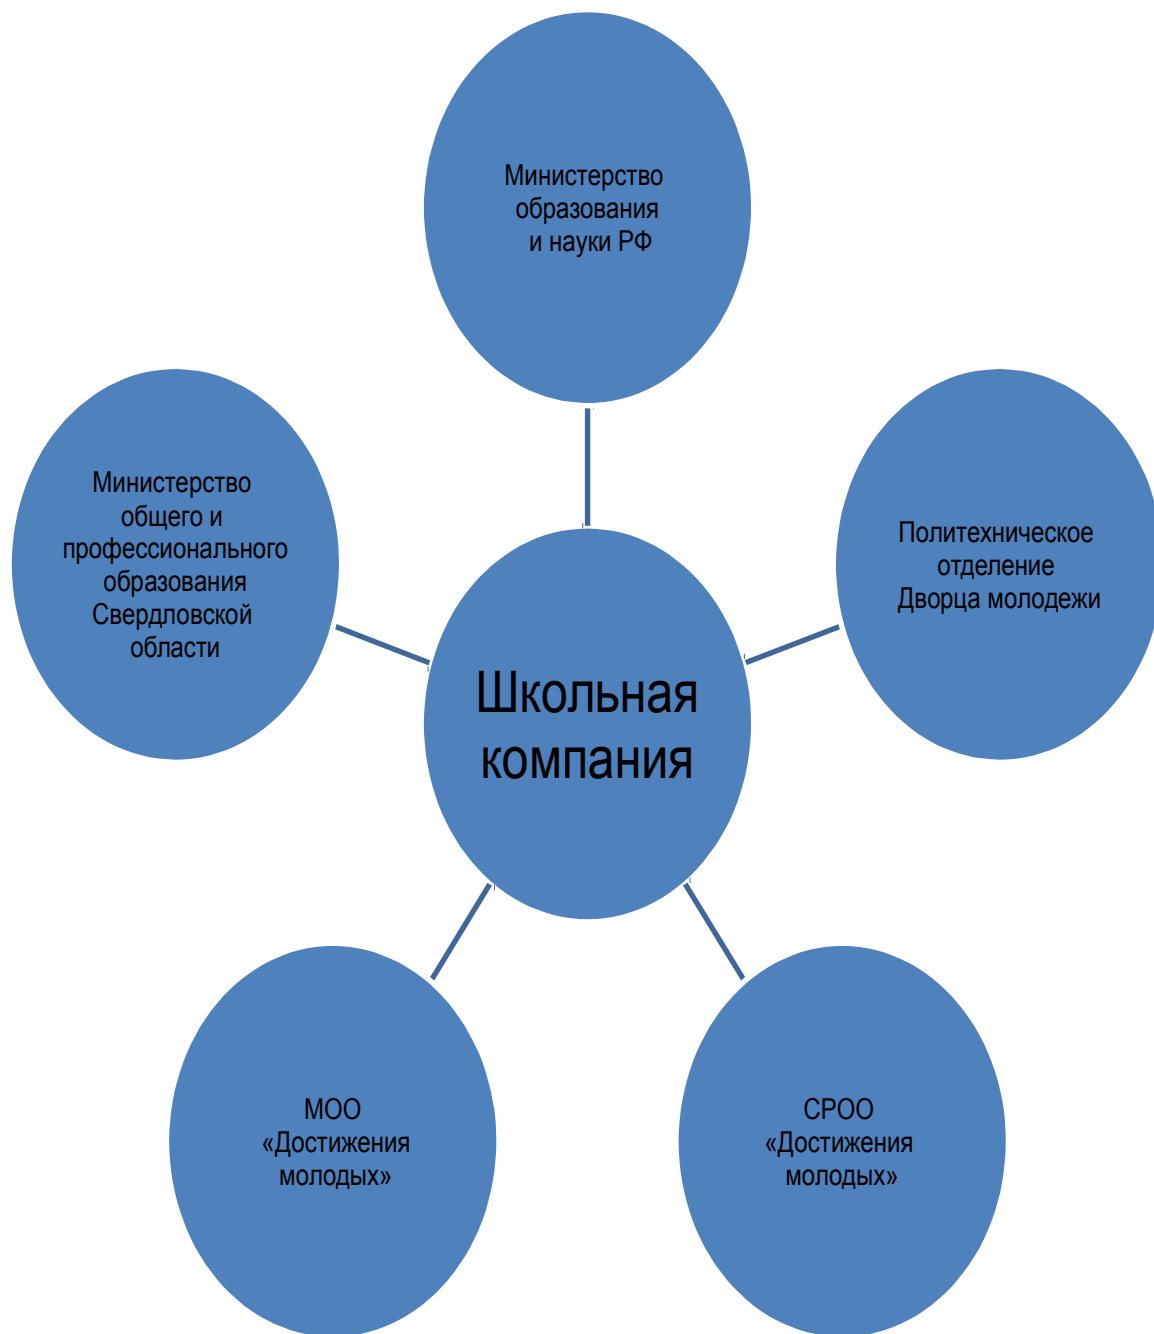 Министерство
образования
и науки РФ
Министерство
общего и
профессионального
образования
Свердловской
области
Политехническое
отделение
Дворца молодежи
Школьная
компания
МОО
«Достижения
молодых»
СРОО
«Достижения
молодых»